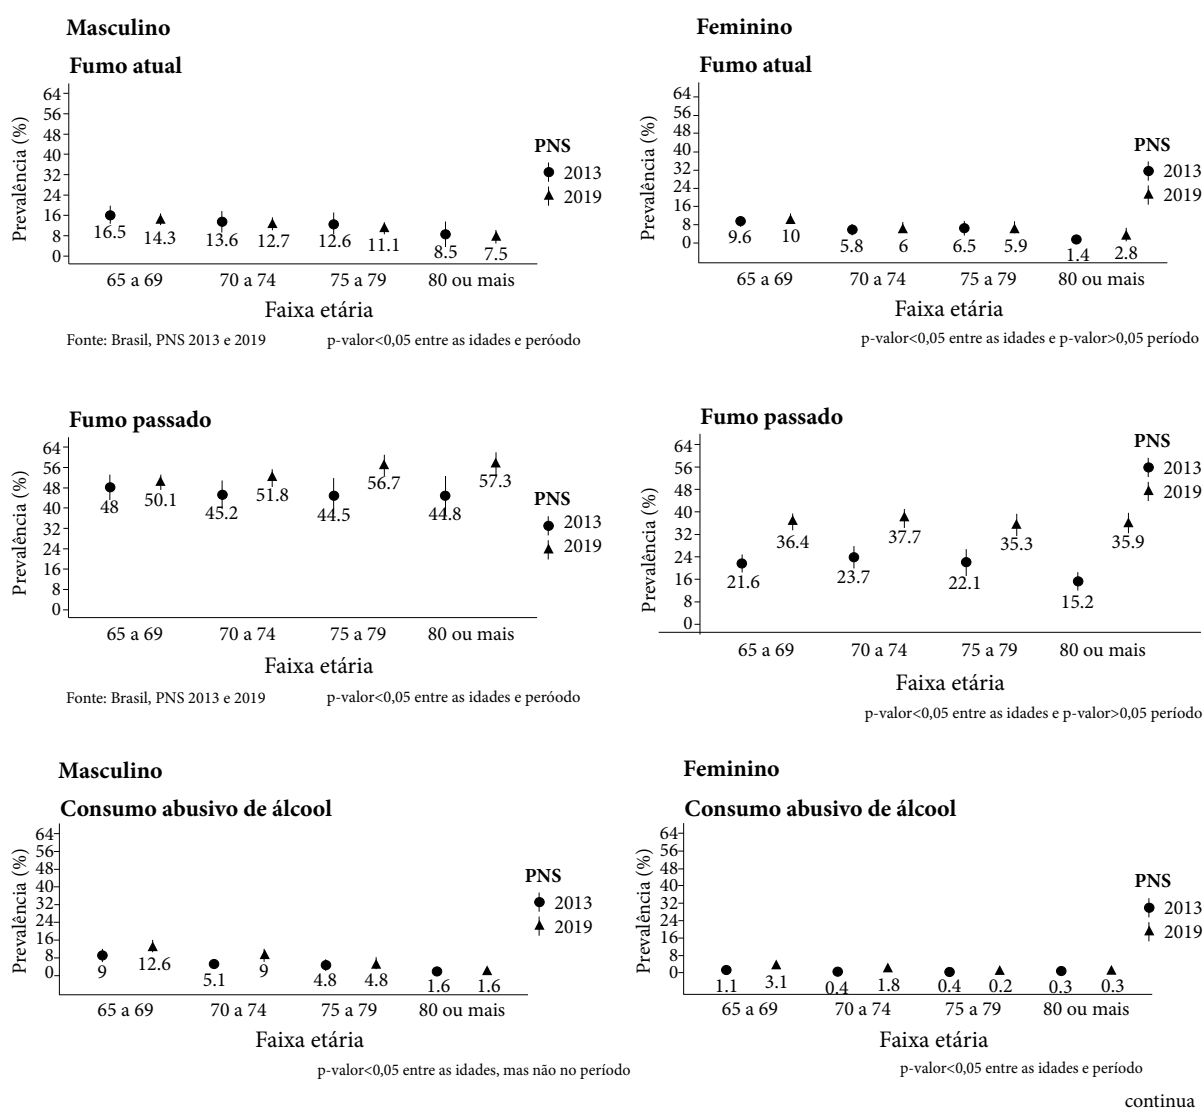 Masculino
Fumo atual
Prevalência (%)
64
56
48
40
32
24
16
8
0
16.5 14.3 13.6 12.7 12.6 11.1 8.5 7.5
65 a 69 70 a 74 75 a 79 80 ou mais
Faixa etária
PNS
2013
2019
Fonte: Brasil, PNS 2013 e 2019 p-valor<0,05 entre as idades e peróodo
Feminino
Fumo atual
Prevalência (%)
64
56
48
40
32
24
16
8
0
9.6 10 5.8 6 6.5 5.9 1.4 2.8
65 a 69 70 a 74 75 a 79 80 ou mais
Faixa etária
PNS
2013
2019
p-valor<0,05 entre as idades e p-valor>0,05 período
Fumo passado
Prevalência (%)
64
56
48
40
32
24
16
8
0
48 50.1 45.2 51.8 44.5 56.7 44.8 57.3
65 a 69 70 a 74 75 a 79 80 ou mais
Faixa etária
PNS
2013
2019
Fonte: Brasil, PNS 2013 e 2019 p-valor<0,05 entre as idades e peróodo
Fumo passado
Prevalência (%)
64
56
48
40
32
24
16
8
0
21.6 36.4 23.7 37.7 22.1 35.3 15.2 35.9
65 a 69 70 a 74 75 a 79 80 ou mais
Faixa etária
PNS
2013
2019
p-valor<0,05 entre as idades e p-valor>0,05 período
Masculino
Consumo abusivo de álcool
Prevalência (%)
64
56
48
40
32
24
16
8
0
9 12.6 5.1 9 4.8 4.8 1.6 1.6
65 a 69 70 a 74 75 a 79 80 ou mais
Faixa etária
PNS
2013
2019
p-valor<0,05 entre as idades, mas não no período
Feminino
Consumo abusivo de álcool
Prevalência (%)
64
56
48
40
32
24
16
8
0
1.1 3.1 0.4 1.8 0.4 0.2 0.3 0.3
65 a 69 70 a 74 75 a 79 80 ou mais
Faixa etária
PNS
2013
2019
p-valor<0,05 entre as idades e período
continua